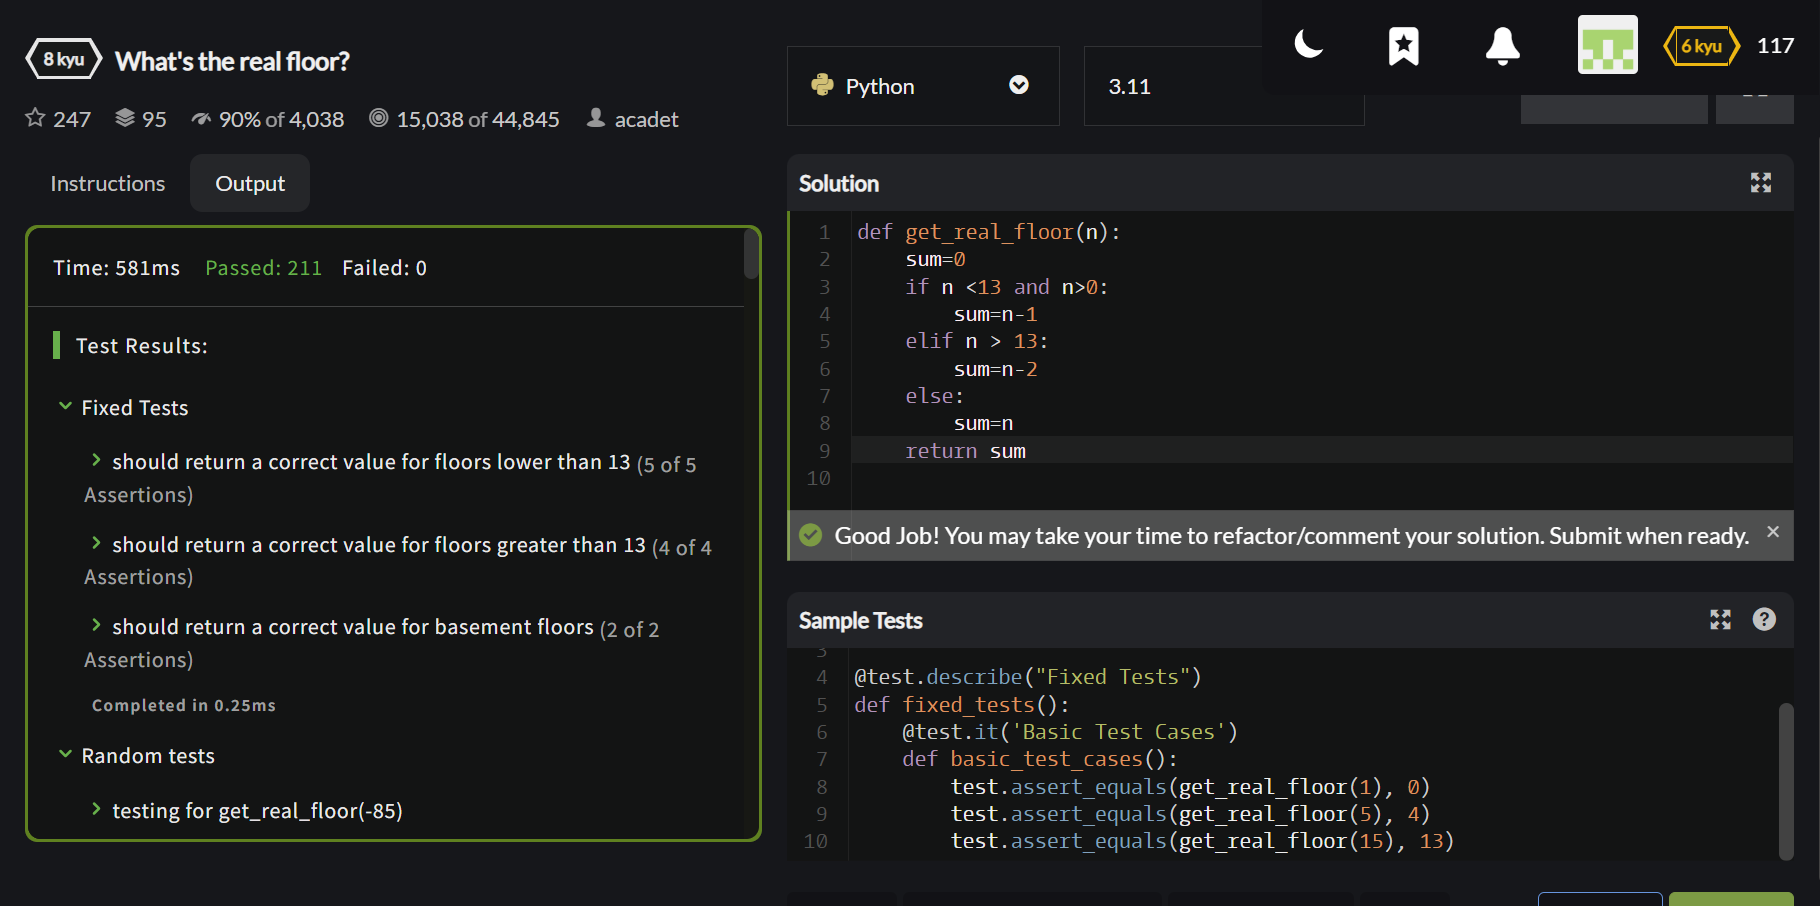 8 kyu What's the real floor?
247 95 90% of 4,038 15,038 of 44,845 acadet
Python
3.11
6 kyu 117
Instructions
Output
Time: 581ms Passed: 211 Failed: 0
Test Results:
Fixed Tests
should return a correct value for floors lower than 13 (5 of 5
Assertions)
should return a correct value for floors greater than 13 (4 of 4
Assertions)
should return a correct value for basement floors (2 of 2
Assertions)
Completed in 0.25ms
Random tests
testing for get_real_floor(-85)
Solution
1 def get_real_floor(n):
2     sum=0
3     if n <13 and n>0:
4         sum=n-1
5     elif n > 13:
6         sum=n-2
7     else:
8         sum=n
9     return sum
10
Good Job! You may take your time to refactor/comment your solution. Submit when ready. ×
Sample Tests
?
3
4 @test.describe("Fixed Tests")
5 def fixed_tests():
6     @test.it('Basic Test Cases')
7     def basic_test_cases():
8         test.assert_equals(get_real_floor(1), 0)
9         test.assert_equals(get_real_floor(5), 4)
10         test.assert_equals(get_real_floor(15), 13)